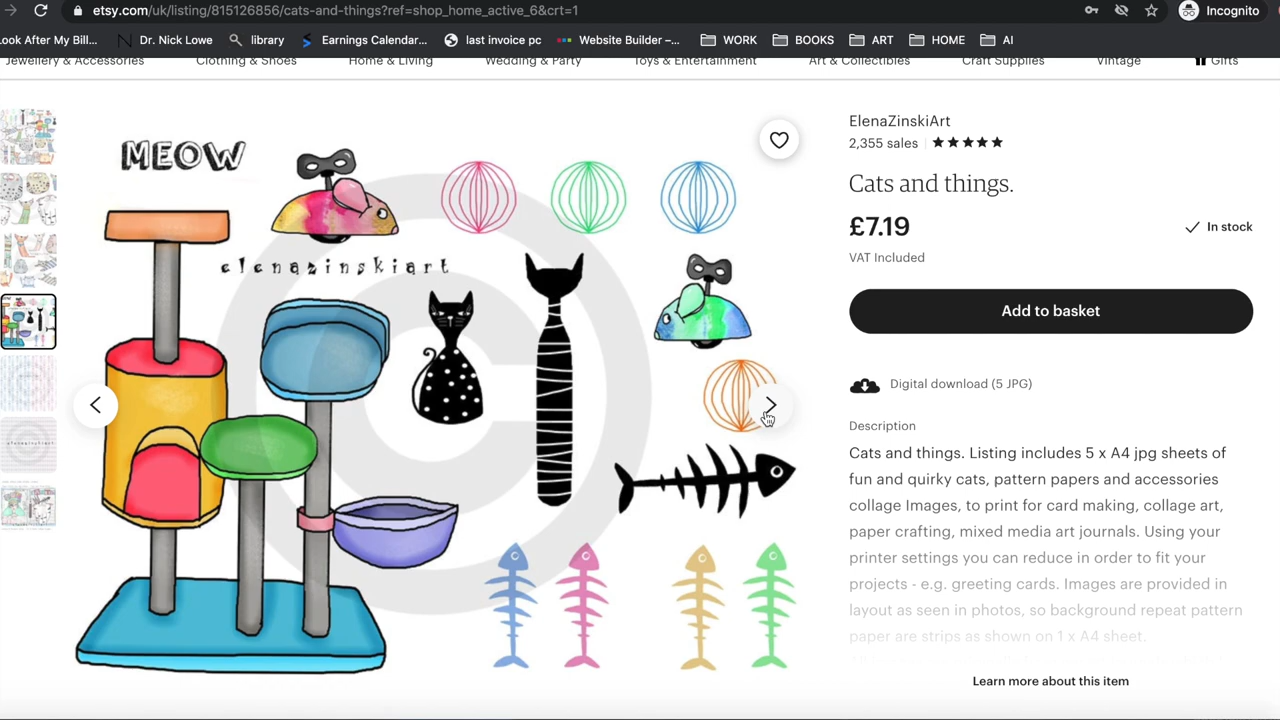 etsy.com/uk/listing/815126856/cats-and-things?ref=shop_home_active_6&crt=1
Incognito
ook After My Bill...
Dr. Nick Lowe
library
Earnings Calendar...
last invoice pc
Website Builder –...
WORK
BOOKS
ART
HOME
AI
Jewellery & Accessories
Clothing & Shoes
Home & Living
Wedding & Party
Toys & Entertainment
Art & Collectibles
Craft Supplies
Vintage
Gifts
MEOW
elenazinskiart
ElenaZinskiArt
2,355 sales
Cats and things.
£7.19
In stock
VAT Included
Add to basket
Digital download (5 JPG)
Description
Cats and things. Listing includes 5 x A4 jpg sheets of
fun and quirky cats, pattern papers and accessories
collage Images, to print for card making, collage art,
paper crafting, mixed media art journals. Using your
printer settings you can reduce in order to fit your
projects - e.g. greeting cards. Images are provided in
layout as seen in photos, so background repeat pattern
paper are strips as shown on 1 x A4 sheet.
Learn more about this item